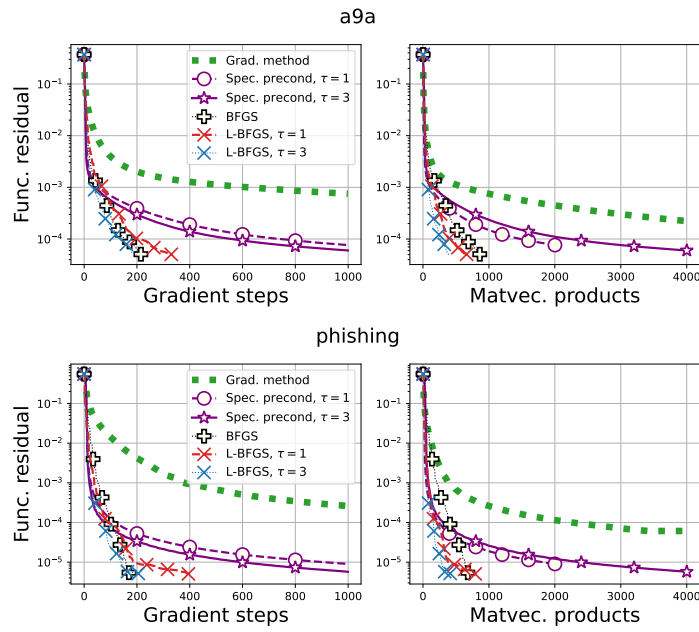 a9a
Func. residual
10⁻¹
10⁻²
10⁻³
10⁻⁴
Grad. method
Spec. precond, τ = 1
Spec. precond, τ = 3
BFGS
L-BFGS, τ = 1
L-BFGS, τ = 3
0 200 400 600 800 1000
Gradient steps
10⁻¹
10⁻²
10⁻³
10⁻⁴
0 1000 2000 3000 4000
Matvec. products
phishing
Func. residual
10⁻¹
10⁻²
10⁻³
10⁻⁴
10⁻⁵
Grad. method
Spec. precond, τ = 1
Spec. precond, τ = 3
BFGS
L-BFGS, τ = 1
L-BFGS, τ = 3
0 200 400 600 800 1000
Gradient steps
10⁻¹
10⁻²
10⁻³
10⁻⁴
10⁻⁵
0 1000 2000 3000 4000
Matvec. products